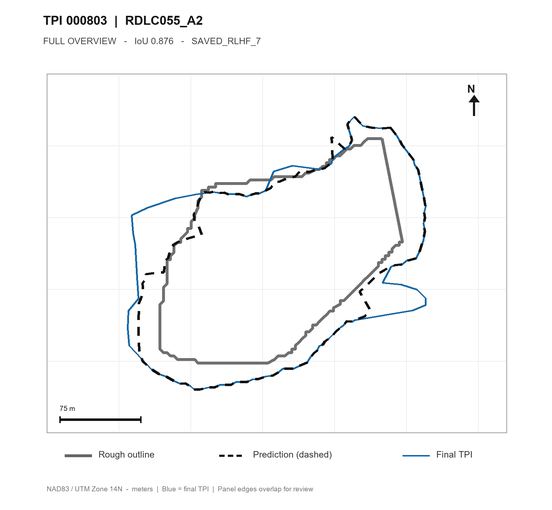 TPI 000803 | RDLC055_A2
FULL OVERVIEW - IoU 0.876 - SAVED_RLHF_7
N
75 m
Rough outline
Prediction (dashed)
Final TPI
NAD83 / UTM Zone 14N - meters | Blue = final TPI | Panel edges overlap for review